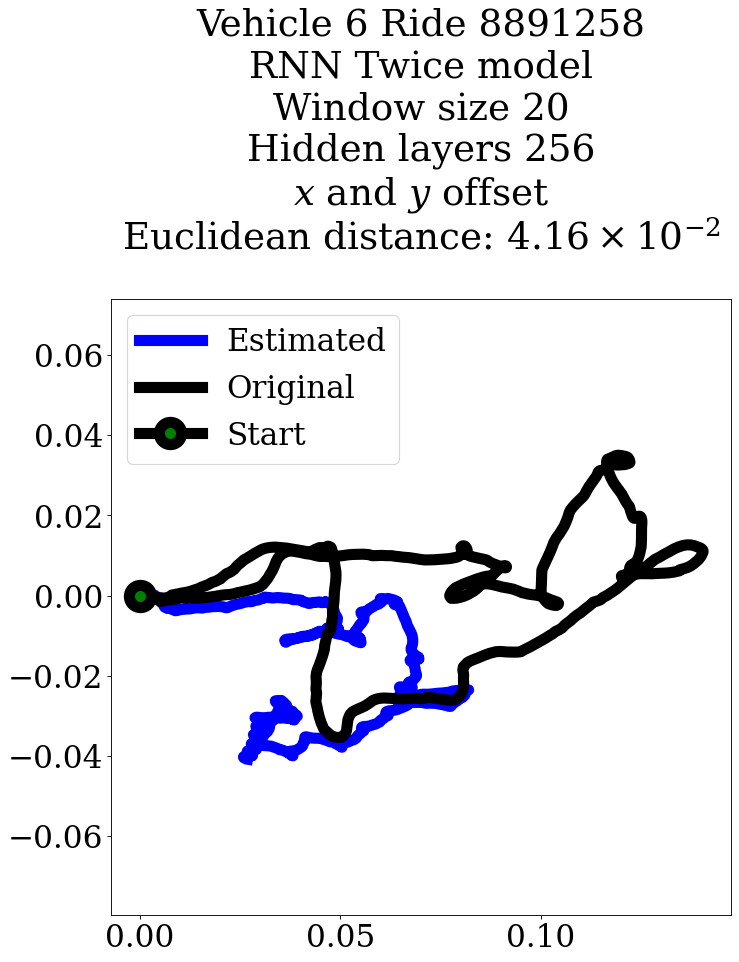 Vehicle 6 Ride 8891258
RNN Twice model
Window size 20
Hidden layers 256
x and y offset
Euclidean distance: 4.16 × 10⁻²
Estimated
Original
Start
0.06
0.04
0.02
0.00
−0.02
−0.04
−0.06
0.00 0.05 0.10